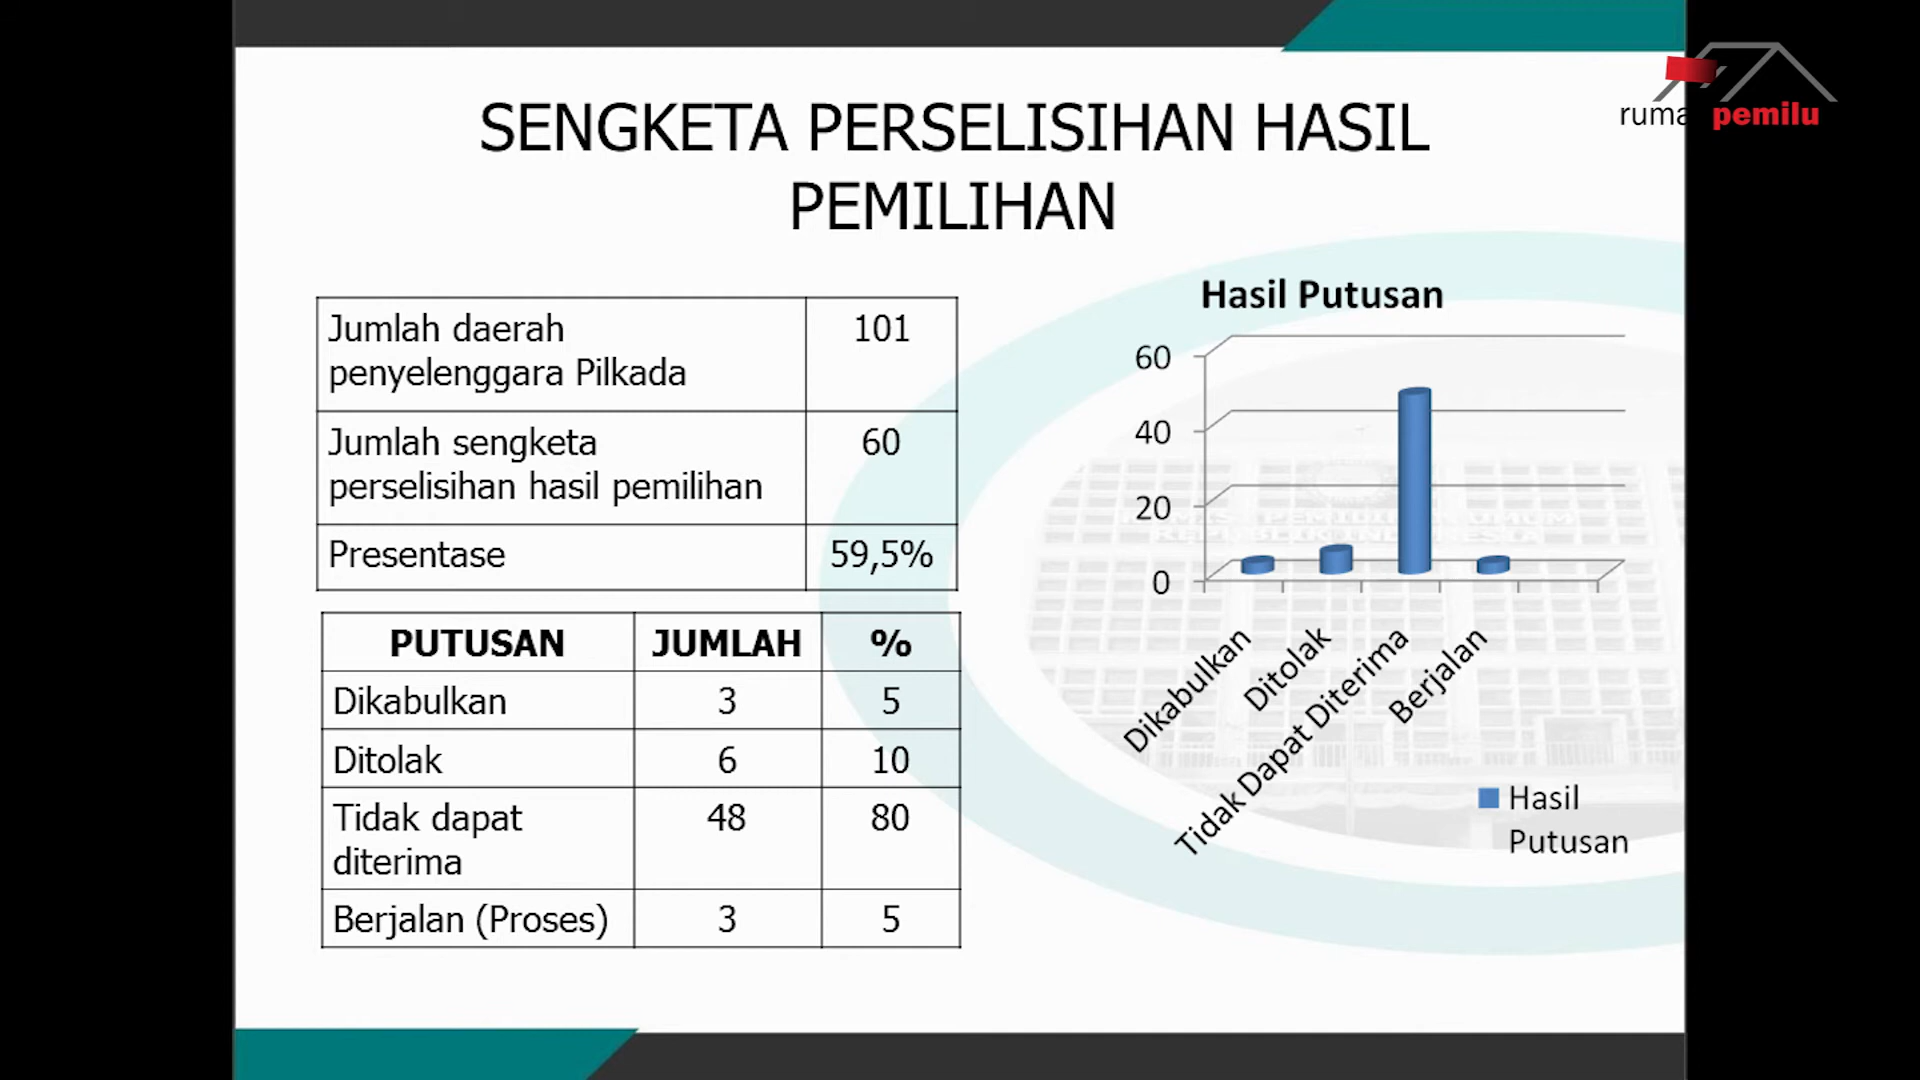 SENGKETA PERSELISIHAN HASIL
PEMILIHAN
pemilu
Jumlah daerah
penyelenggara Pilkada
101
Jumlah sengketa
perselisihan hasil pemilihan
60
Presentase
59,5%
PUTUSAN JUMLAH %
Dikabulkan 3 5
Ditolak 6 10
Tidak dapat
diterima
48 80
Berjalan (Proses) 3 5
Hasil Putusan
60
40
20
0
Dikabulkan
Ditolak
Tidak Dapat Diterima
Berjalan
Hasil
Putusan